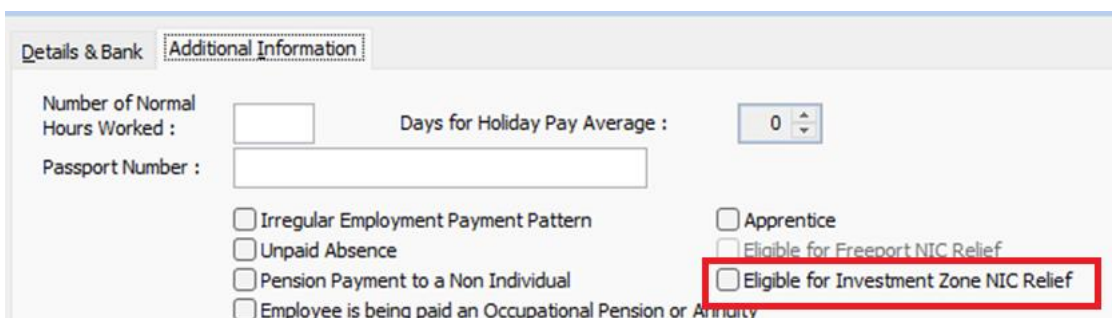 Details & Bank Additional Information
Number of Normal
Hours Worked :
Days for Holiday Pay Average : 0
Passport Number :
Irregular Employment Payment Pattern
Apprentice
Unpaid Absence
Eligible for Freeport NIC Relief
Pension Payment to a Non Individual
Eligible for Investment Zone NIC Relief
Employee is being paid an Occupational Pension or Annuity